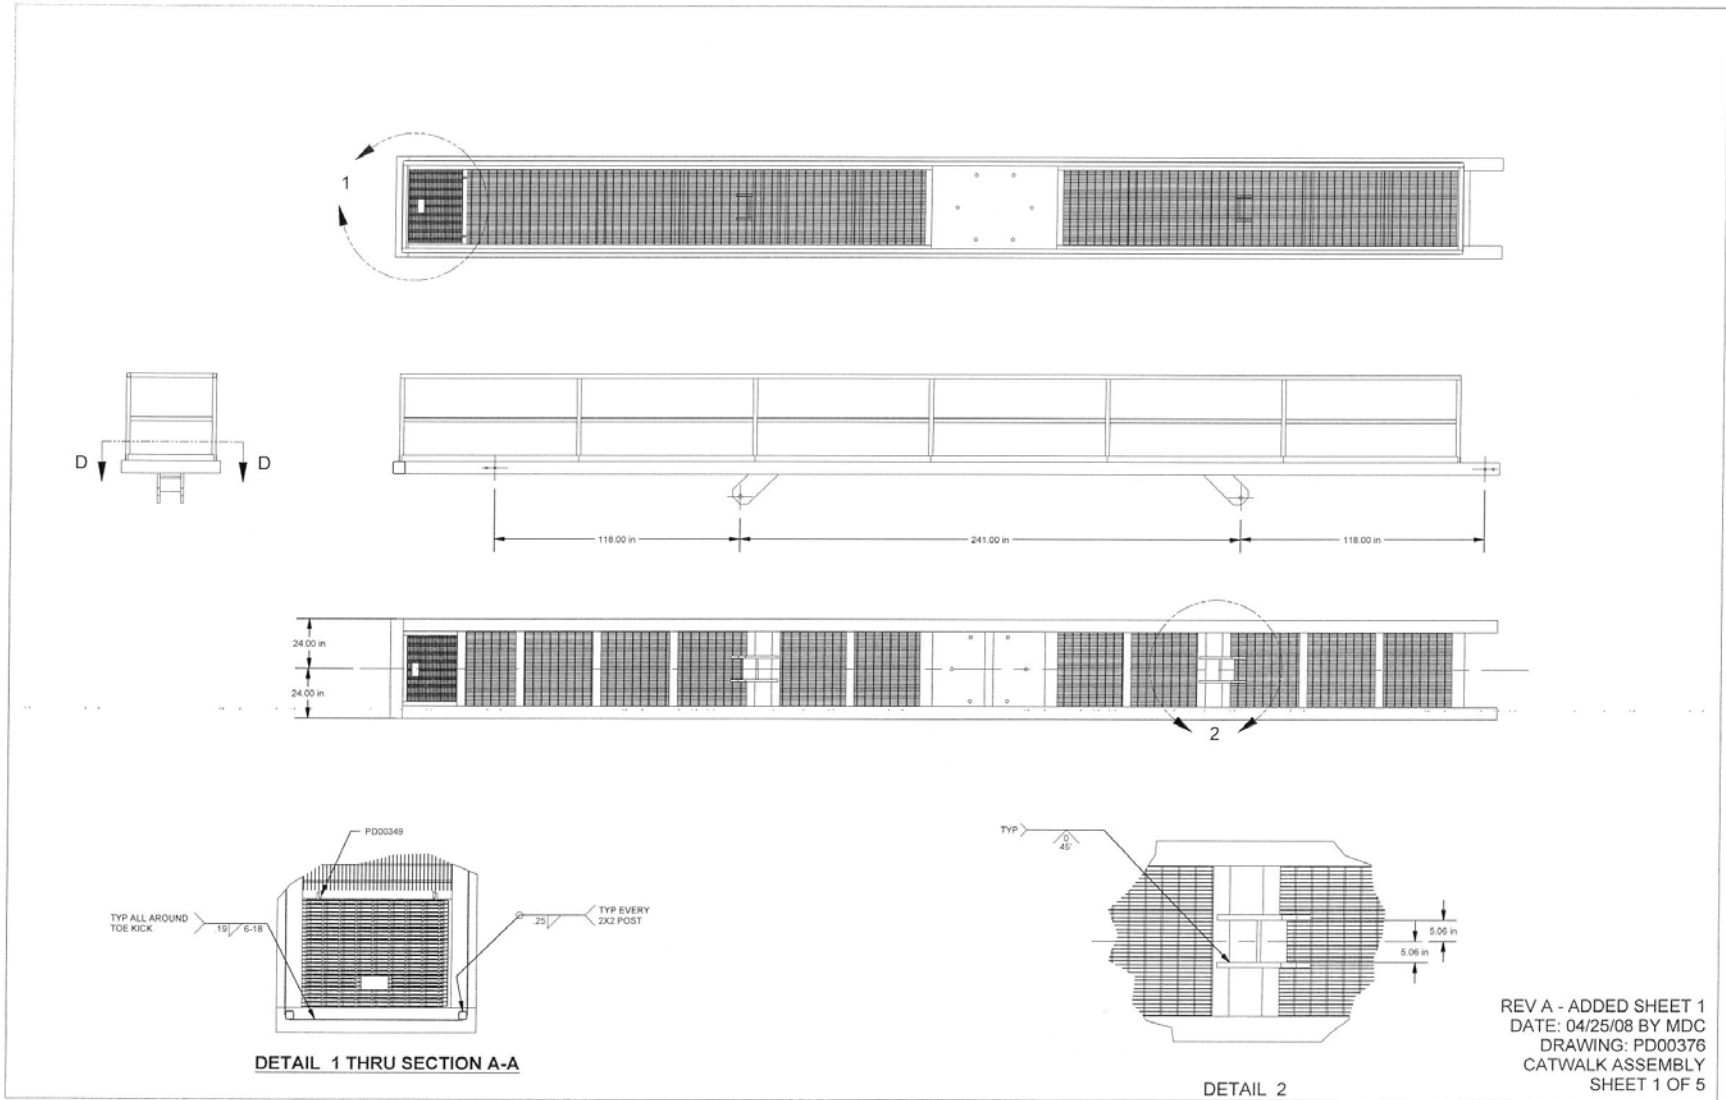 1
D
D
118.00 in
241.00 in
118.00 in
24.00 in
24.00 in
2
PD00349
TYP ALL AROUND
TOE KICK
.19
6-18
.25
TYP EVERY
2X2 POST
DETAIL 1 THRU SECTION A-A
TYP
0
45°
5.06 in
5.06 in
DETAIL 2
REV A - ADDED SHEET 1
DATE: 04/25/08 BY MDC
DRAWING: PD00376
CATWALK ASSEMBLY
SHEET 1 OF 5